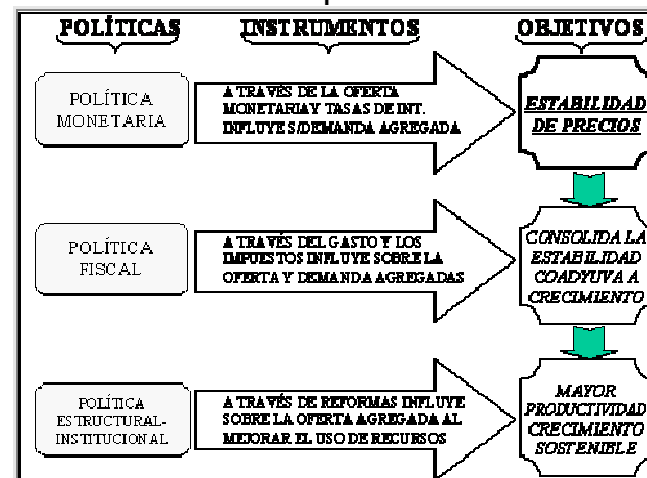 POLÍTICAS INSTRUMENTOS OBJETIVOS
POLÍTICA
MONETARIA
A TRAVÉS DE LA OFERTA
MONETARIA Y TASAS DE INT.
INFLUYE S/DEMANDA AGREGADA
ESTABILIDAD
DE PRECIOS
POLÍTICA
FISCAL
A TRAVÉS DEL GASTO Y LOS
IMPUESTOS INFLUYE SOBRE LA
OFERTA Y DEMANDA AGREGADAS
CONSOLIDA LA
ESTABILIDAD
COADYUVA A
CRECIMIENTO
POLÍTICA
ESTRUCTURAL-
INSTITUCIONAL
A TRAVÉS DE REFORMAS INFLUYE
SOBRE LA OFERTA AGREGADA AL
MEJORAR EL USO DE RECURSOS
MAYOR
PRODUCTIVIDAD
CRECIMIENTO
SOSTENIBLE